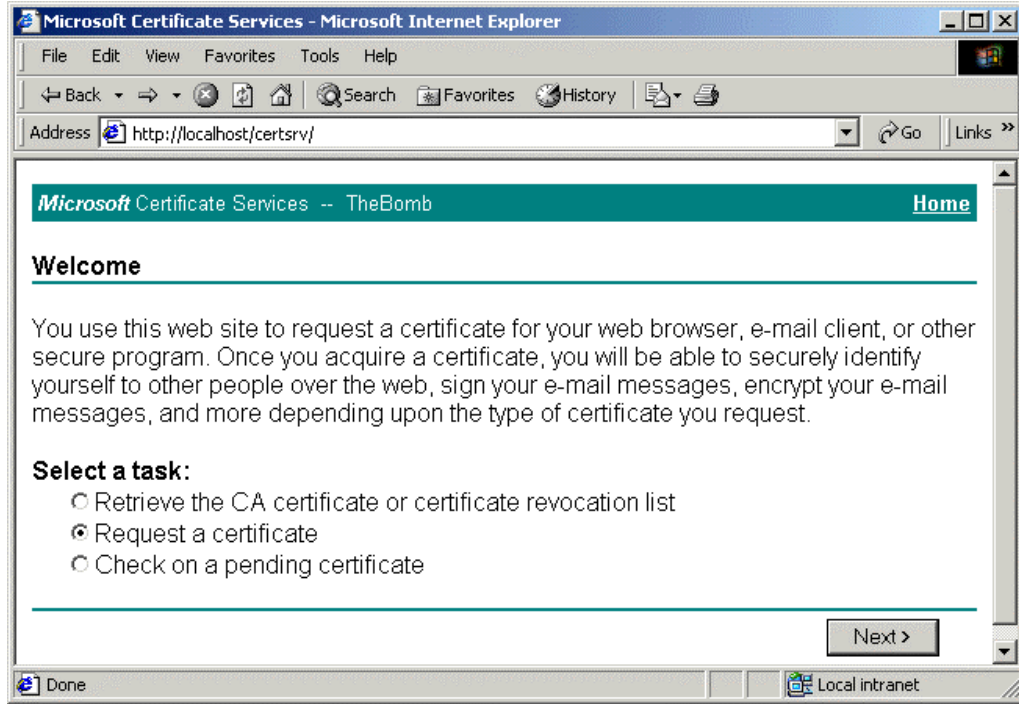 Microsoft Certificate Services - Microsoft Internet Explorer
File Edit View Favorites Tools Help
Back Search Favorites History
Address http://localhost/certsrv/ Go Links »
Microsoft Certificate Services -- TheBomb Home
Welcome
You use this web site to request a certificate for your web browser, e-mail client, or other
secure program. Once you acquire a certificate, you will be able to securely identify
yourself to other people over the web, sign your e-mail messages, encrypt your e-mail
messages, and more depending upon the type of certificate you request.
Select a task:
Retrieve the CA certificate or certificate revocation list
Request a certificate
Check on a pending certificate
Next >
Done Local intranet